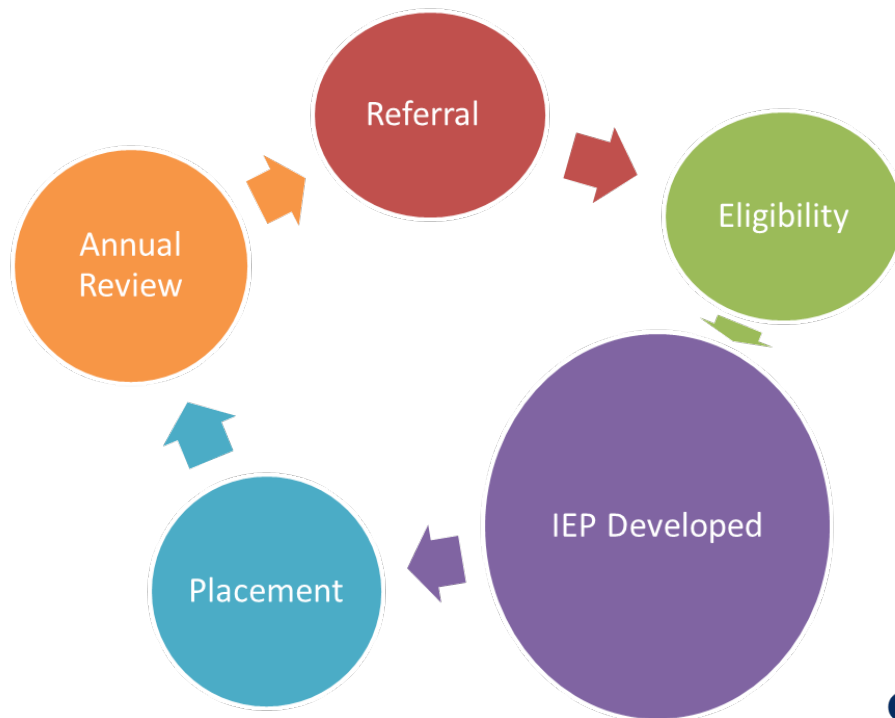 Referral
Eligibility
IEP Developed
Placement
Annual
Review